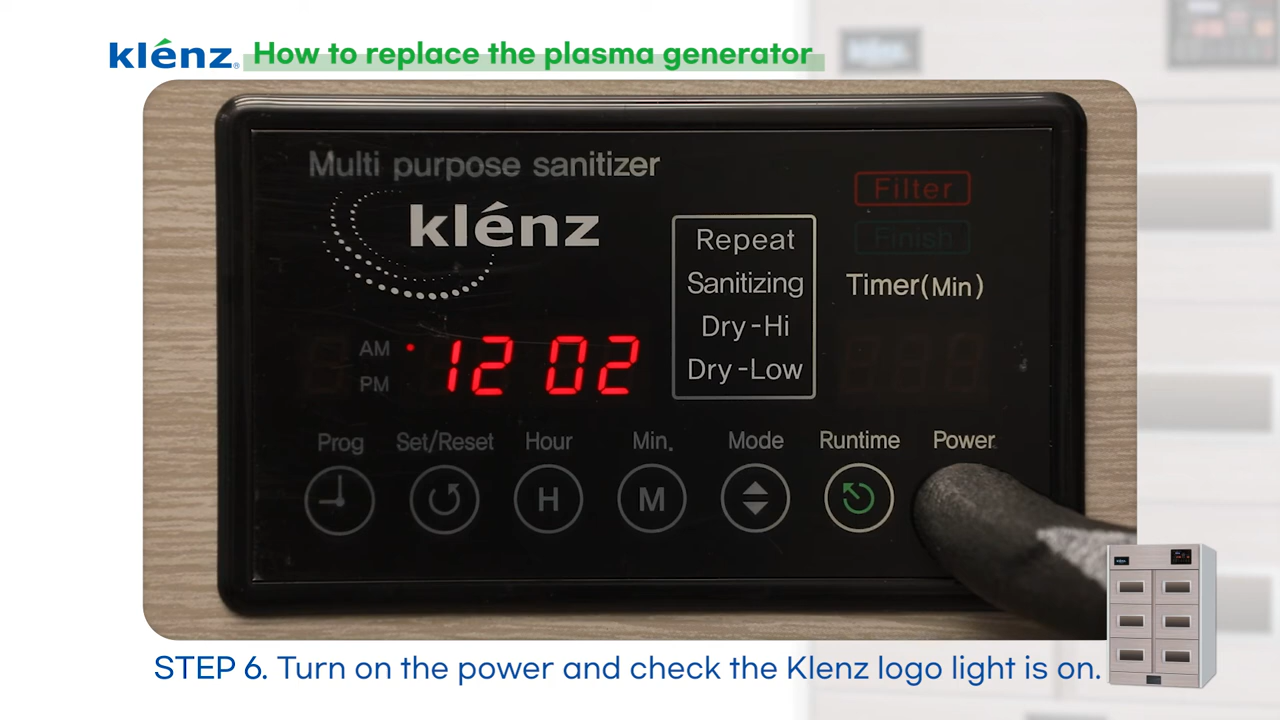 klénz® How to replace the plasma generator
Multi purpose sanitizer
klénz
Filter
Finish
Repeat
Sanitizing
Dry-Hi
Dry-Low
Timer(Min)
AM
PM
12 02
Prog Set/Reset Hour Min. Mode Runtime Power
H M
STEP 6. Turn on the power and check the Klenz logo light is on.